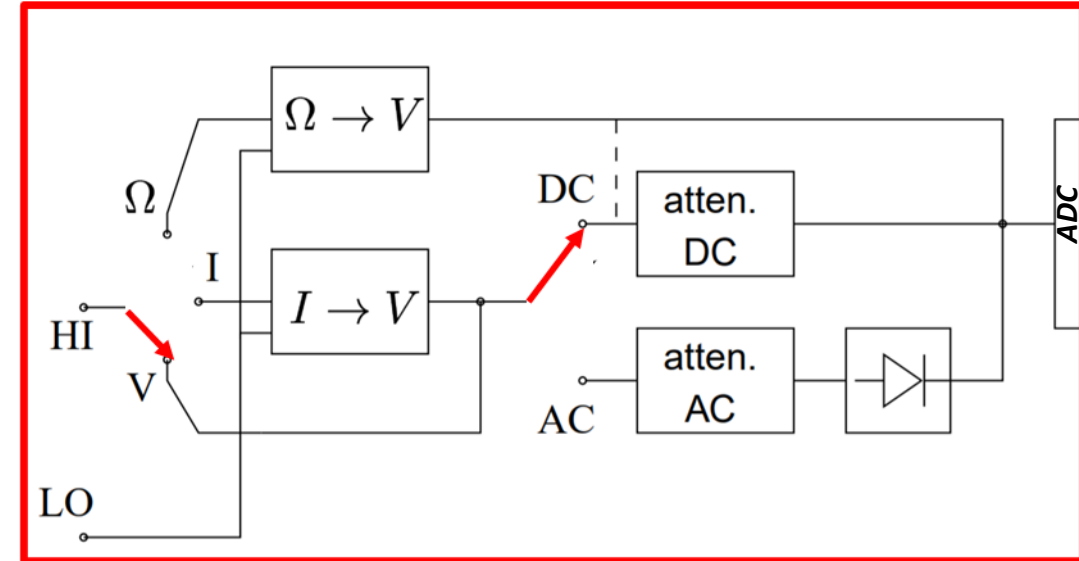 Ω → V
Ω
DC
atten.
DC
ADC
I
I → V
HI
V
atten.
AC
AC
LO